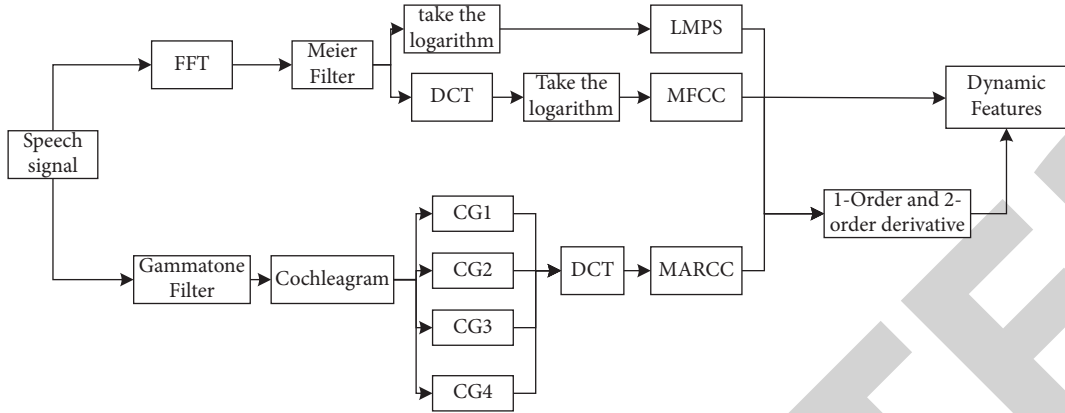 take the
logarithm
LMPS
FFT
Meier
Filter
DCT
Take the
logarithm
MFCC
Dynamic
Features
Speech
signal
1-Order and 2-
order derivative
CG1
Gammatone
Filter
Cochleagram
CG2
DCT
MARCC
CG3
CG4